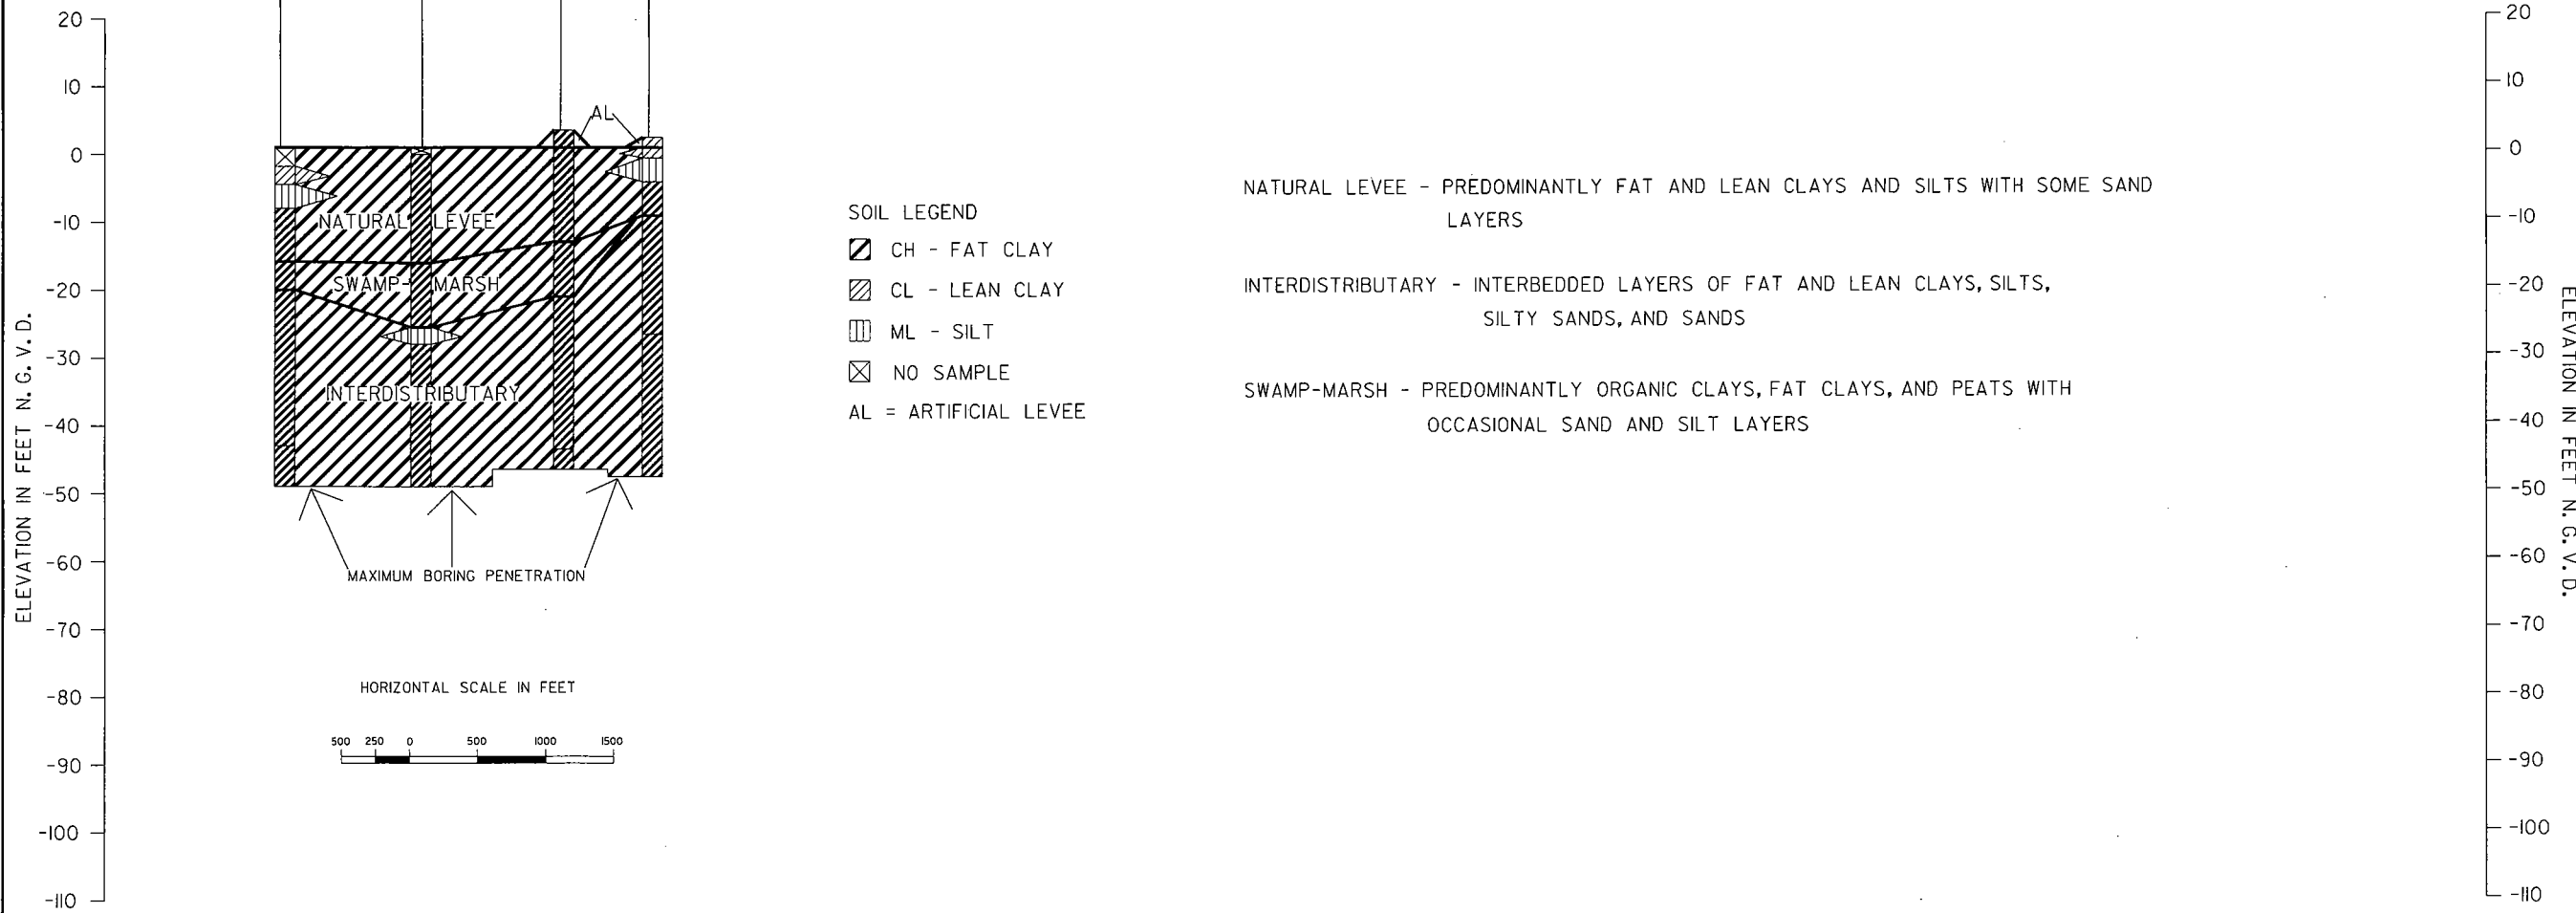 20
10
0
-10
-20
-30
-40
-50
-60
-70
-80
-90
-100
-110
ELEVATION IN FEET N. G. V. D.
AL
NATURAL LEVEE
SWAMP- MARSH
INTERDISTRIBUTARY
MAXIMUM BORING PENETRATION
HORIZONTAL SCALE IN FEET
500 250 0 500 1000 1500
SOIL LEGEND
CH - FAT CLAY
CL - LEAN CLAY
ML - SILT
NO SAMPLE
AL = ARTIFICIAL LEVEE
NATURAL LEVEE - PREDOMINANTLY FAT AND LEAN CLAYS AND SILTS WITH SOME SAND
LAYERS
INTERDISTRIBUTARY - INTERBEDDED LAYERS OF FAT AND LEAN CLAYS, SILTS,
SILTY SANDS, AND SANDS
SWAMP-MARSH - PREDOMINANTLY ORGANIC CLAYS, FAT CLAYS, AND PEATS WITH
OCCASIONAL SAND AND SILT LAYERS
20
10
0
-10
-20
-30
-40
-50
-60
-70
-80
-90
-100
-110
ELEVATION IN FEET N. G. V. D.